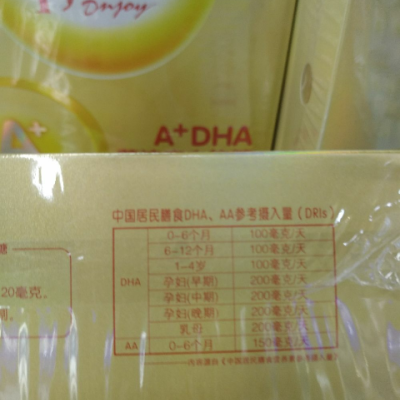 Enjoy
A+
A+DHA
中国居民膳食DHA、AA参考摄入量（DRIs）
糖
20毫克。
DHA
0-6个月 100毫克/天
6-12个月 100毫克/天
1-4岁 100毫克/天
孕妇(早期) 200毫克/天
孕妇(中期) 200毫克/天
孕妇(晚期) 200毫克/天
乳母 200毫克/天
AA 0-6个月 150毫克/天